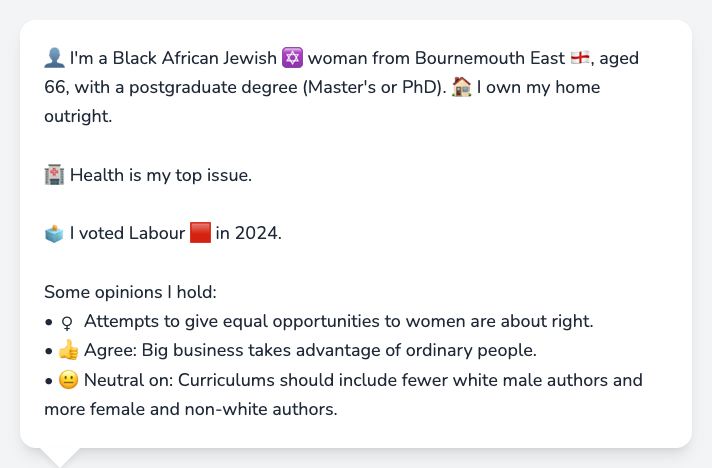 👤 I'm a Black African Jewish ✡️ woman from Bournemouth East 🏴󠁧󠁢󠁥󠁮󠁧󠁿, aged
66, with a postgraduate degree (Master's or PhD). 🏠 I own my home
outright.
🏥 Health is my top issue.
🗳️ I voted Labour 🟥 in 2024.
Some opinions I hold:
• ♀ Attempts to give equal opportunities to women are about right.
• 👍 Agree: Big business takes advantage of ordinary people.
• 😐 Neutral on: Curriculums should include fewer white male authors and
more female and non-white authors.